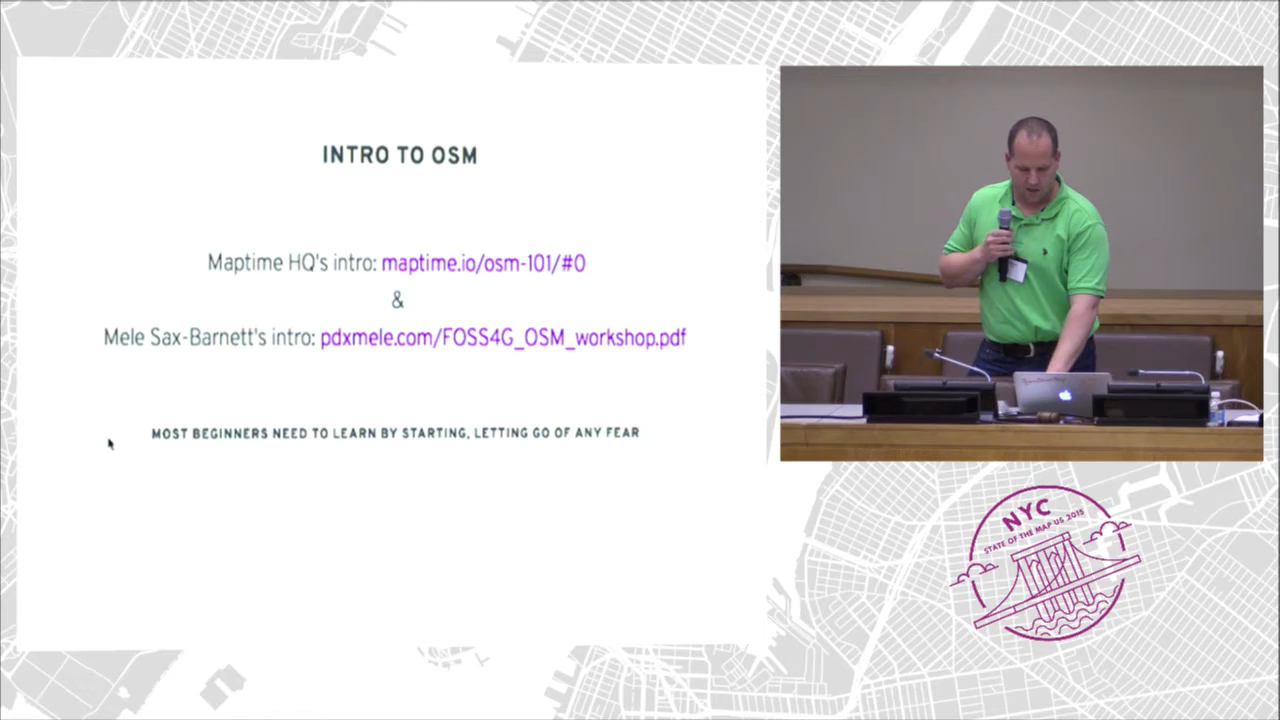 INTRO TO OSM
Maptime HQ's intro: maptime.io/osm-101/#0
&
Mele Sax-Barnett's intro: pdxmele.com/FOSS4G_OSM_workshop.pdf
MOST BEGINNERS NEED TO LEARN BY STARTING, LETTING GO OF ANY FEAR
NYC
STATE OF THE MAP US 2015